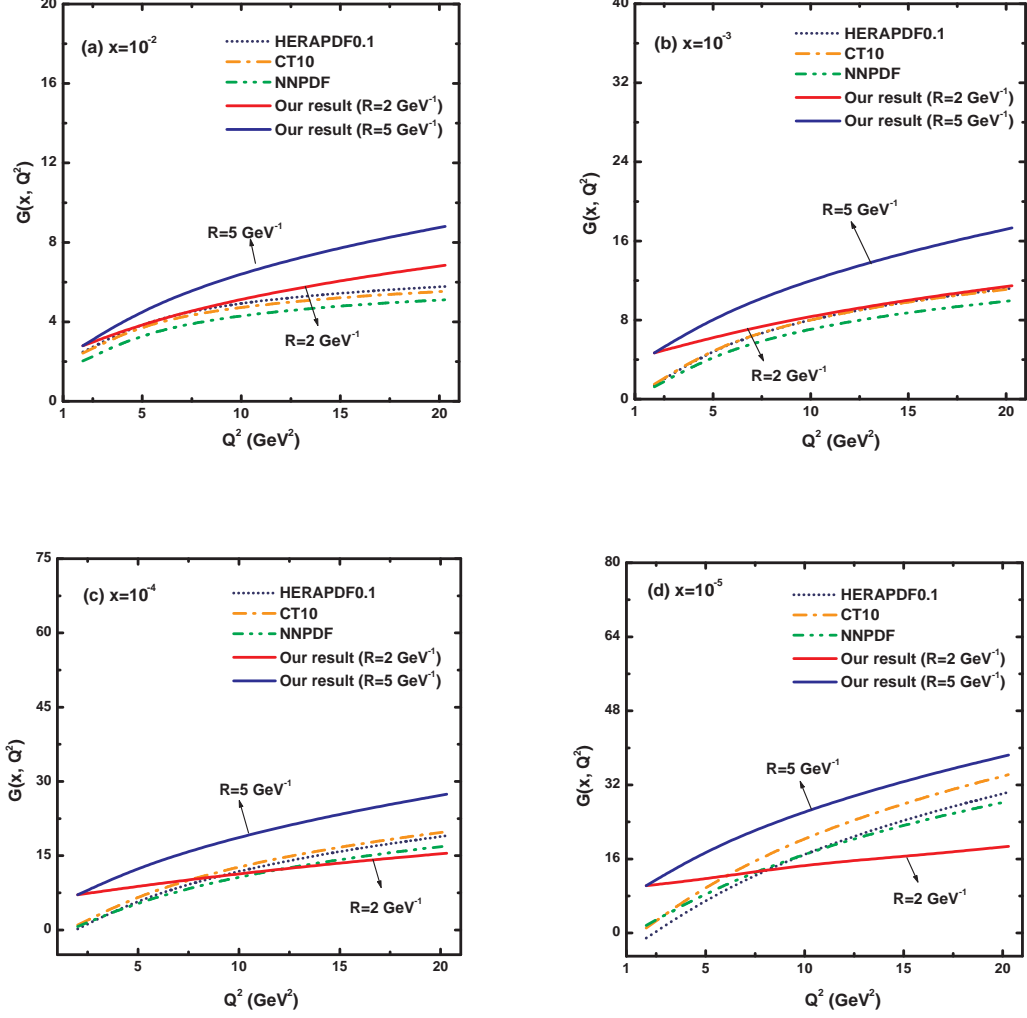 (a) x=10⁻²
HERAPDF0.1
CT10
NNPDF
Our result (R=2 GeV⁻¹)
Our result (R=5 GeV⁻¹)
R=5 GeV⁻¹
R=2 GeV⁻¹
G(x, Q²)
20
16
12
8
4
0
1
5
10
15
20
Q² (GeV²)
(b) x=10⁻³
HERAPDF0.1
CT10
NNPDF
Our result (R=2 GeV⁻¹)
Our result (R=5 GeV⁻¹)
R=5 GeV⁻¹
R=2 GeV⁻¹
G(x, Q²)
40
32
24
16
8
0
1
5
10
15
20
Q² (GeV²)
(c) x=10⁻⁴
HERAPDF0.1
CT10
NNPDF
Our result (R=2 GeV⁻¹)
Our result (R=5 GeV⁻¹)
R=5 GeV⁻¹
R=2 GeV⁻¹
G(x, Q²)
75
60
45
30
15
0
5
10
15
20
Q² (GeV²)
(d) x=10⁻⁵
HERAPDF0.1
CT10
NNPDF
Our result (R=2 GeV⁻¹)
Our result (R=5 GeV⁻¹)
R=5 GeV⁻¹
R=2 GeV⁻¹
G(x, Q²)
80
64
48
32
16
0
1
5
10
15
20
Q² (GeV²)